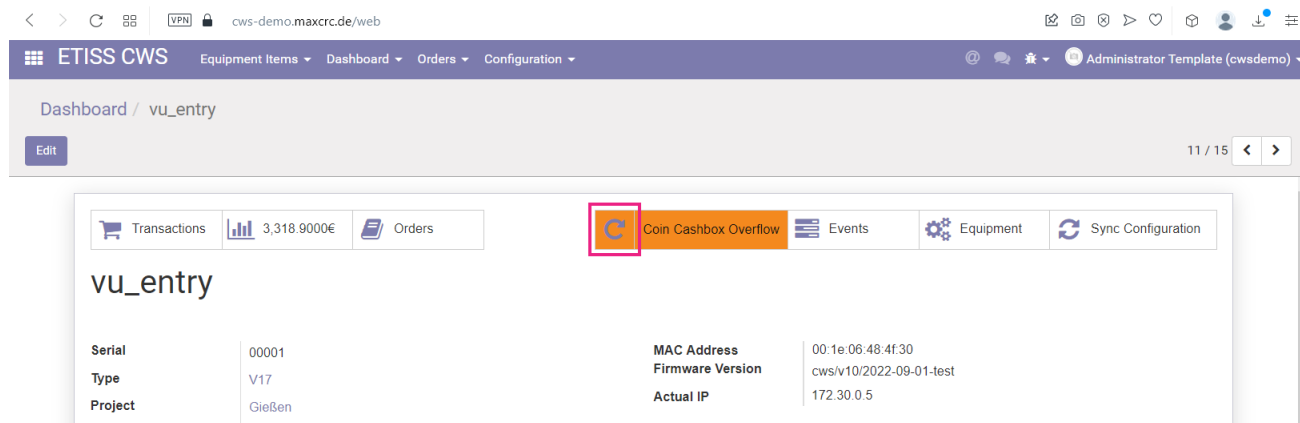 VPN cws-demo.maxcrc.de/web
ETISS CWS Equipment Items Dashboard Orders Configuration @ Administrator Template (cwsdemo)
Dashboard / vu_entry
Edit 11 / 15
Transactions 3,318.9000€ Orders Coin Cashbox Overflow Events Equipment Sync Configuration
vu_entry
Serial 00001 MAC Address 00:1e:06:48:4f:30
Type V17 Firmware Version cws/v10/2022-09-01-test
Project Gießen Actual IP 172.30.0.5